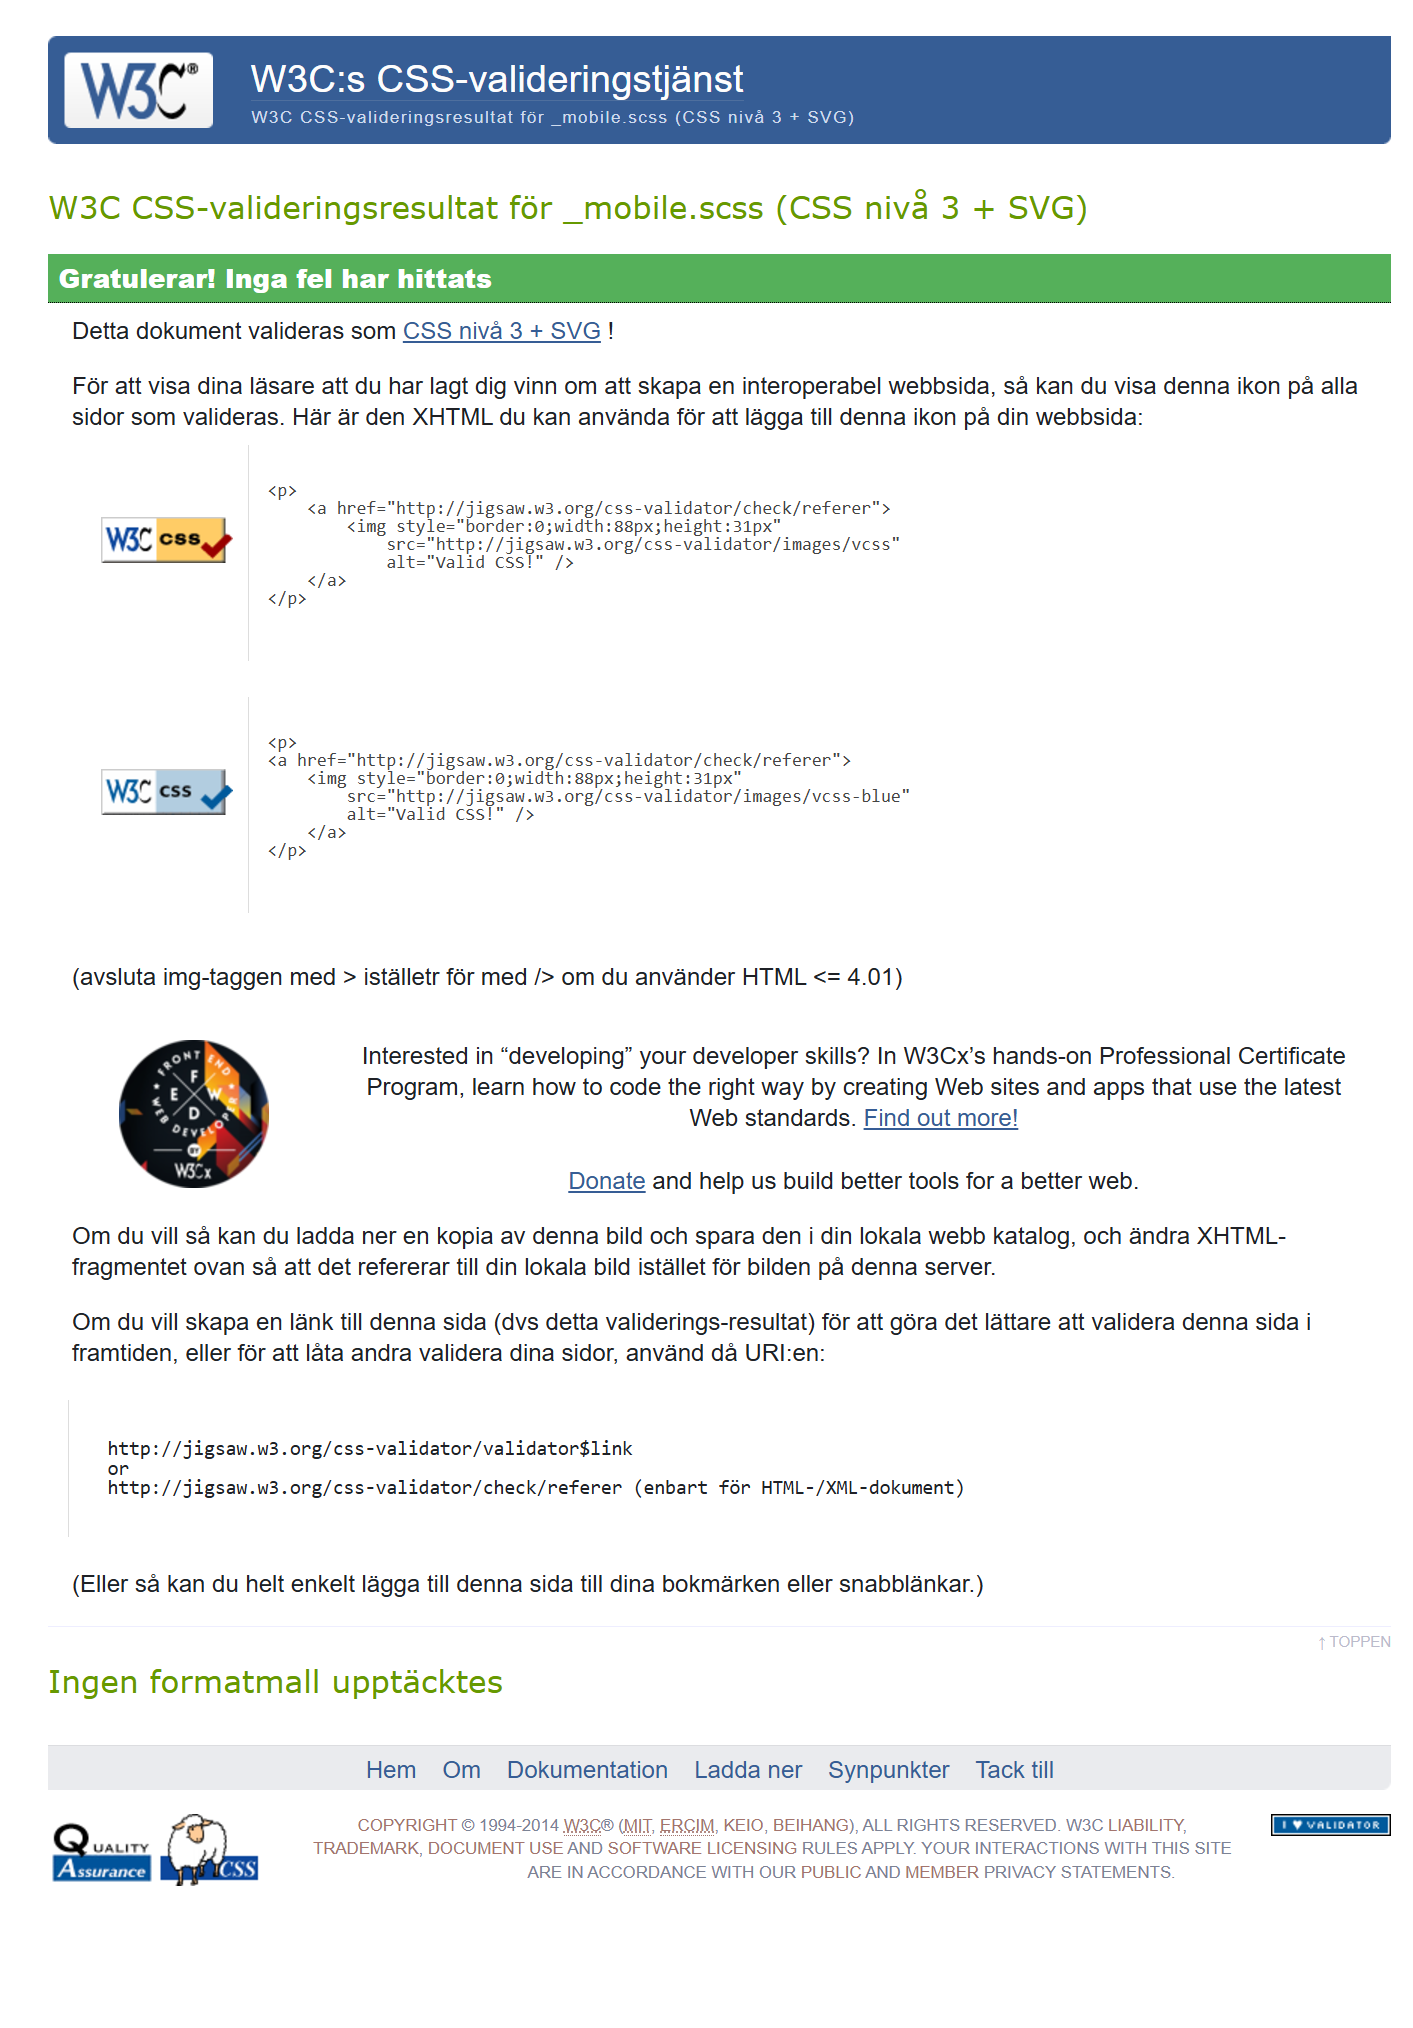 W3C®
W3C:s CSS-valideringstjänst
W3C CSS-valideringsresultat för _mobile.scss (CSS nivå 3 + SVG)
W3C CSS-valideringsresultat för _mobile.scss (CSS nivå 3 + SVG)
Gratulerar! Inga fel har hittats
Detta dokument valideras som CSS nivå 3 + SVG !
För att visa dina läsare att du har lagt dig vinn om att skapa en interoperabel webbsida, så kan du visa denna ikon på alla
sidor som valideras. Här är den XHTML du kan använda för att lägga till denna ikon på din webbsida:
W3C css
<p>
<a href="http://jigsaw.w3.org/css-validator/check/referer">
<img style="border:0;width:88px;height:31px"
src="http://jigsaw.w3.org/css-validator/images/vcss"
alt="Valid CSS!" />
</a>
</p>
W3C css
<p>
<a href="http://jigsaw.w3.org/css-validator/check/referer">
<img style="border:0;width:88px;height:31px"
src="http://jigsaw.w3.org/css-validator/images/vcss-blue"
alt="Valid CSS!" />
</a>
</p>
(avsluta img-taggen med > iställetr för med /> om du använder HTML <= 4.01)
FRONT END
F E W D
WEB DEVELOPER
BY
W3Cx
Interested in “developing” your developer skills? In W3Cx’s hands-on Professional Certificate
Program, learn how to code the right way by creating Web sites and apps that use the latest
Web standards. Find out more!
Donate and help us build better tools for a better web.
Om du vill så kan du ladda ner en kopia av denna bild och spara den i din lokala webb katalog, och ändra XHTML-
fragmentet ovan så att det refererar till din lokala bild istället för bilden på denna server.
Om du vill skapa en länk till denna sida (dvs detta validerings-resultat) för att göra det lättare att validera denna sida i
framtiden, eller för att låta andra validera dina sidor, använd då URI:en:
http://jigsaw.w3.org/css-validator/validator$link
or
http://jigsaw.w3.org/css-validator/check/referer (enbart för HTML-/XML-dokument)
(Eller så kan du helt enkelt lägga till denna sida till dina bokmärken eller snabblänkar.)
↑ TOPPEN
Ingen formatmall upptäcktes
Hem Om Dokumentation Ladda ner Synpunkter Tack till
QUALITY
Assurance
CSS
COPYRIGHT © 1994-2014 W3C® (MIT, ERCIM, KEIO, BEIHANG), ALL RIGHTS RESERVED. W3C LIABILITY,
TRADEMARK, DOCUMENT USE AND SOFTWARE LICENSING RULES APPLY. YOUR INTERACTIONS WITH THIS SITE
ARE IN ACCORDANCE WITH OUR PUBLIC AND MEMBER PRIVACY STATEMENTS.
I ♥ VALIDATOR